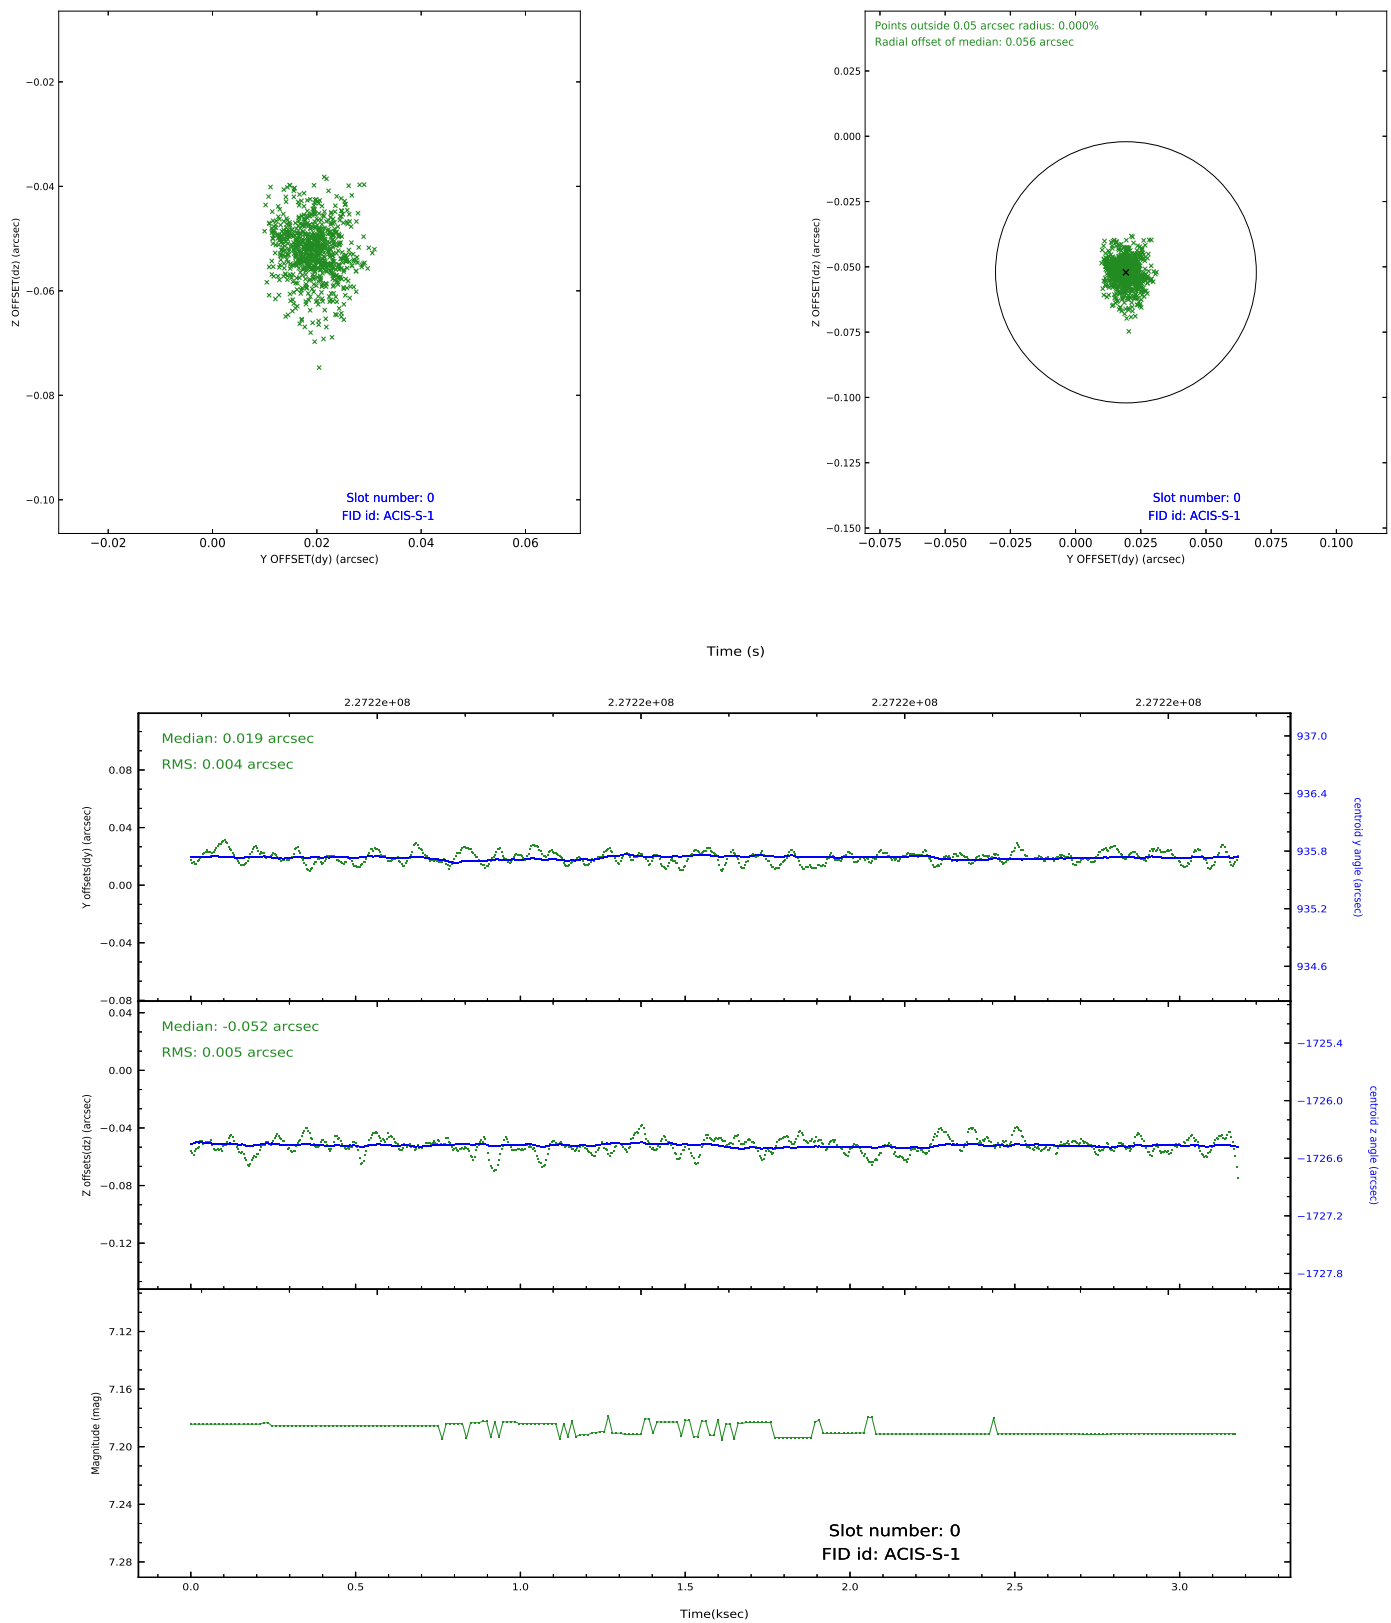 −0.02
−0.04
−0.06
−0.08
−0.10
Z OFFSET(dz) (arcsec)
Slot number: 0
FID id: ACIS-S-1
−0.02 0.00 0.02 0.04 0.06
Y OFFSET(dy) (arcsec)
Points outside 0.05 arcsec radius: 0.000%
Radial offset of median: 0.056 arcsec
0.025
0.000
−0.025
−0.050
−0.075
−0.100
−0.125
−0.150
Z OFFSET(dz) (arcsec)
Slot number: 0
FID id: ACIS-S-1
−0.075 −0.050 −0.025 0.000 0.025 0.050 0.075 0.100
Y OFFSET(dy) (arcsec)
Time (s)
2.2722e+08 2.2722e+08 2.2722e+08 2.2722e+08
Median: 0.019 arcsec
RMS: 0.004 arcsec
0.08
0.04
0.00
−0.04
−0.08
Y offsets(dy) (arcsec)
937.0
936.4
935.8
935.2
934.6
centroid y angle (arcsec)
Median: -0.052 arcsec
RMS: 0.005 arcsec
0.04
0.00
−0.04
−0.08
−0.12
Z offsets(dz) (arcsec)
−1725.4
−1726.0
−1726.6
−1727.2
−1727.8
centroid z angle (arcsec)
7.12
7.16
7.20
7.24
7.28
Magnitude (mag)
Slot number: 0
FID id: ACIS-S-1
0.0 0.5 1.0 1.5 2.0 2.5 3.0
Time(ksec)